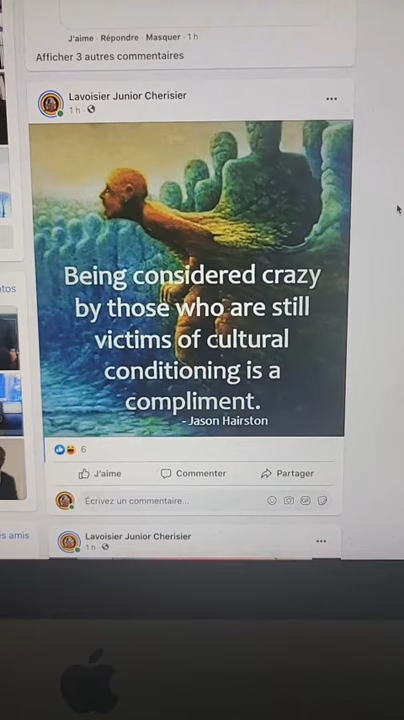 J'aime · Répondre · Masquer · 1 h
Afficher 3 autres commentaires
Lavoisier Junior Cherisier
1 h ·
Being considered crazy
by those who are still
victims of cultural
conditioning is a
compliment.
- Jason Hairston
6
J'aime Commenter Partager
Écrivez un commentaire...
Lavoisier Junior Cherisier
1 h ·
tos
s amis